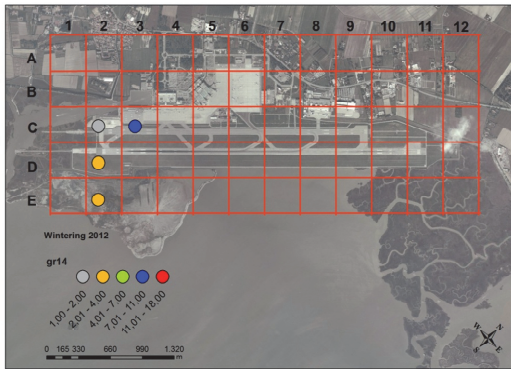 1 2 3 4 5 6 7 8 9 10 11 12
A
B
C
D
E
Wintering 2012
gr14
1,00 - 2,00
2,01 - 4,00
4,01 - 7,00
7,01 - 11,00
11,01 - 18,00
0 165 330 660 990 1.320
m
N
W
E
S